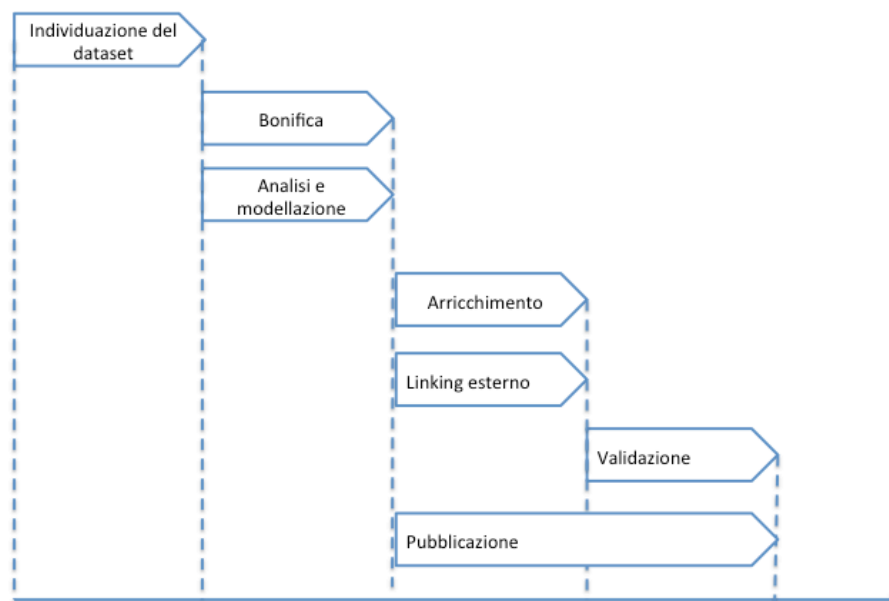 Individuazione del
dataset
Bonifica
Analisi e
modellazione
Arricchimento
Linking esterno
Validazione
Pubblicazione